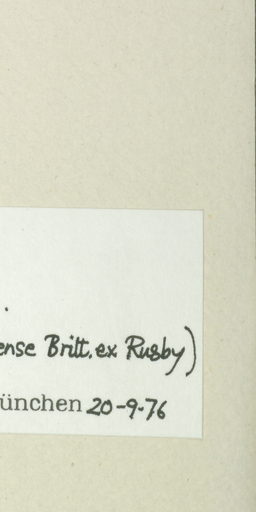 ense Britt. ex Rusby)
ünchen 20-9-76